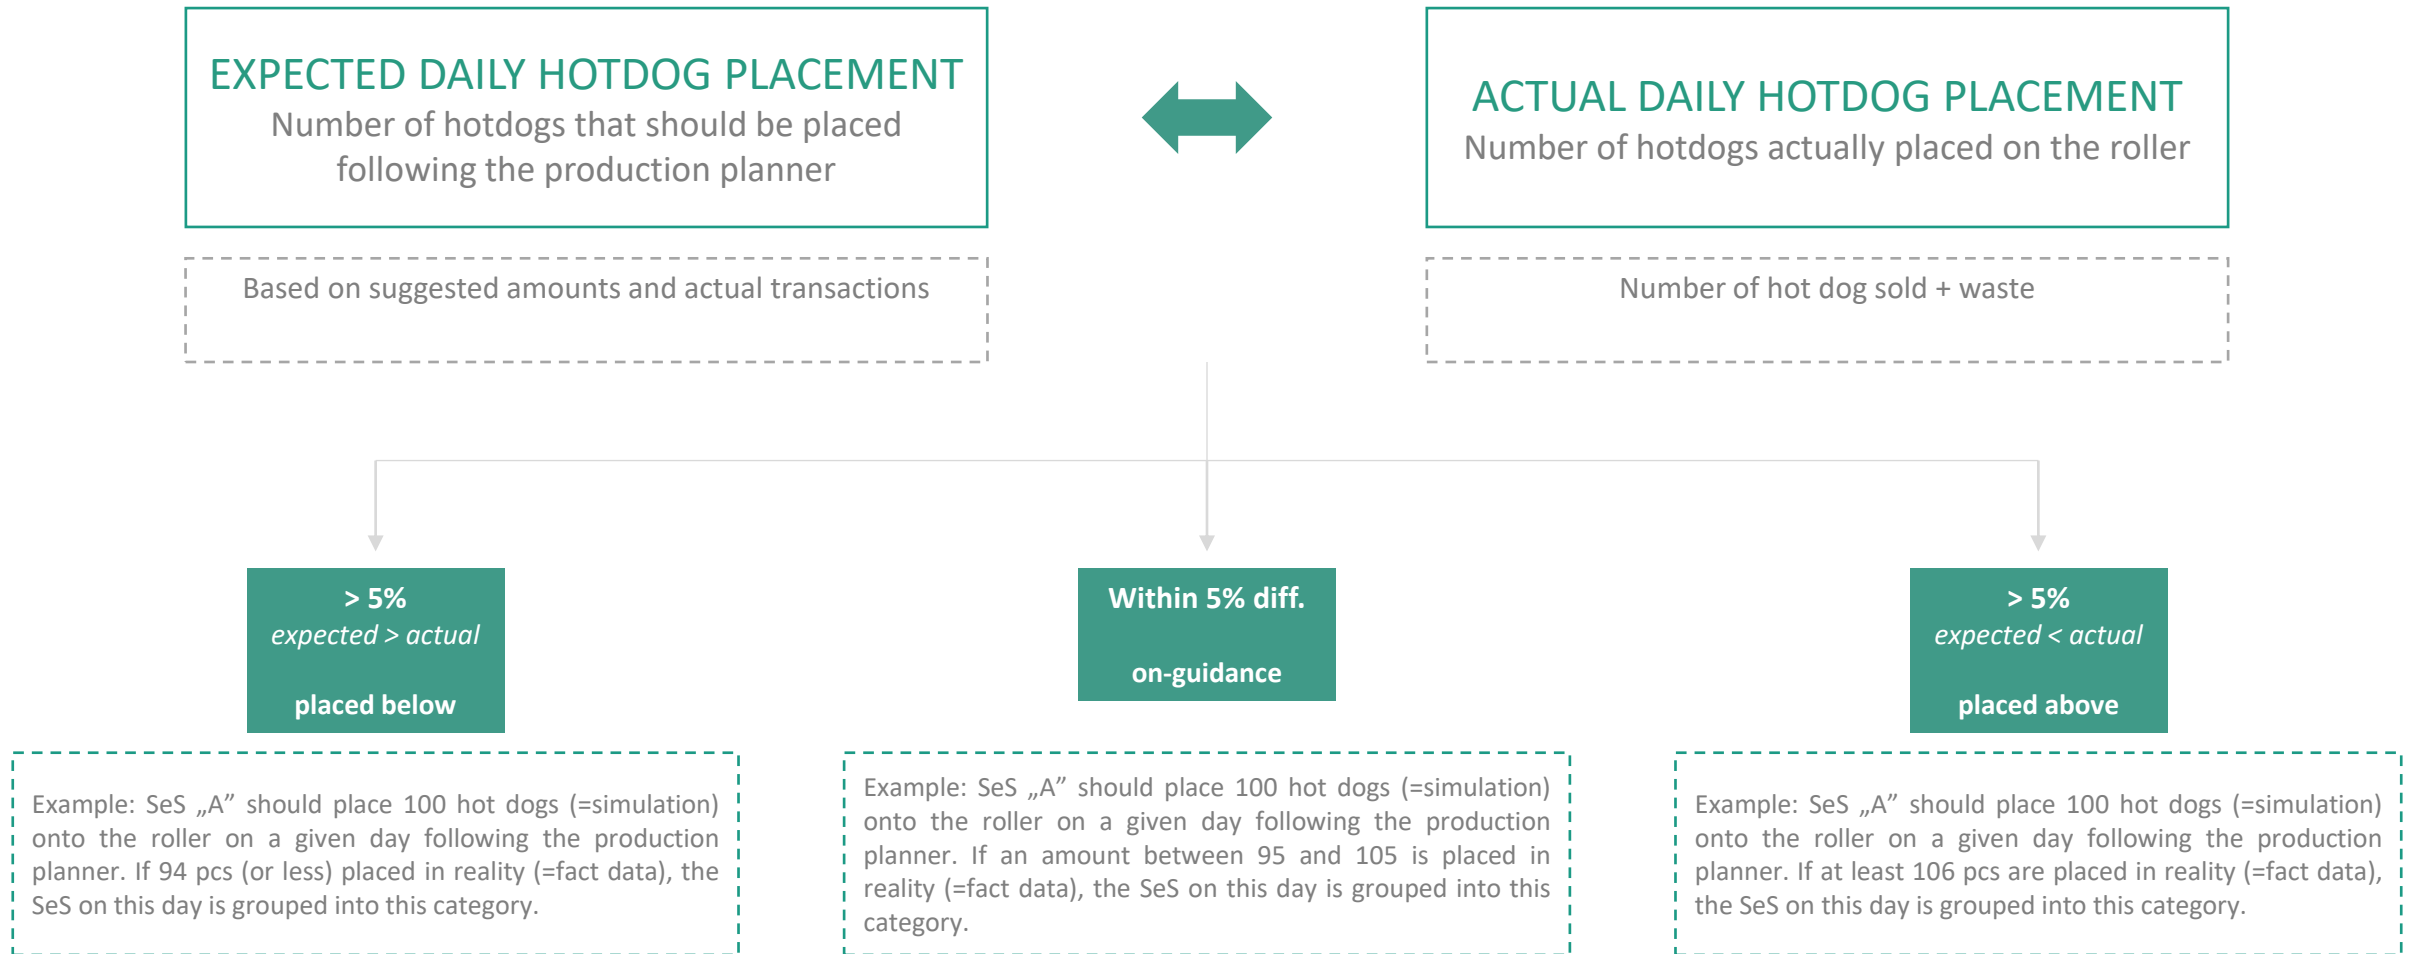 EXPECTED DAILY HOTDOG PLACEMENT
Number of hotdogs that should be placed
following the production planner
ACTUAL DAILY HOTDOG PLACEMENT
Number of hotdogs actually placed on the roller
Based on suggested amounts and actual transactions
Number of hot dog sold + waste
> 5%
expected > actual
placed below
Within 5% diff.
on-guidance
> 5%
expected < actual
placed above
Example: SeS „A” should place 100 hot dogs (=simulation)
onto the roller on a given day following the production
planner. If 94 pcs (or less) placed in reality (=fact data), the
SeS on this day is grouped into this category.
Example: SeS „A” should place 100 hot dogs (=simulation)
onto the roller on a given day following the production
planner. If an amount between 95 and 105 is placed in
reality (=fact data), the SeS on this day is grouped into this
category.
Example: SeS „A” should place 100 hot dogs (=simulation)
onto the roller on a given day following the production
planner. If at least 106 pcs are placed in reality (=fact data),
the SeS on this day is grouped into this category.